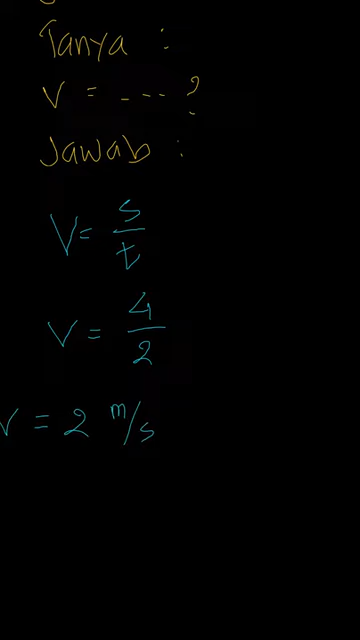 Tanya :
V = ---- ?
Jawab :
V = s/t
V = 4/2
V = 2 m/s